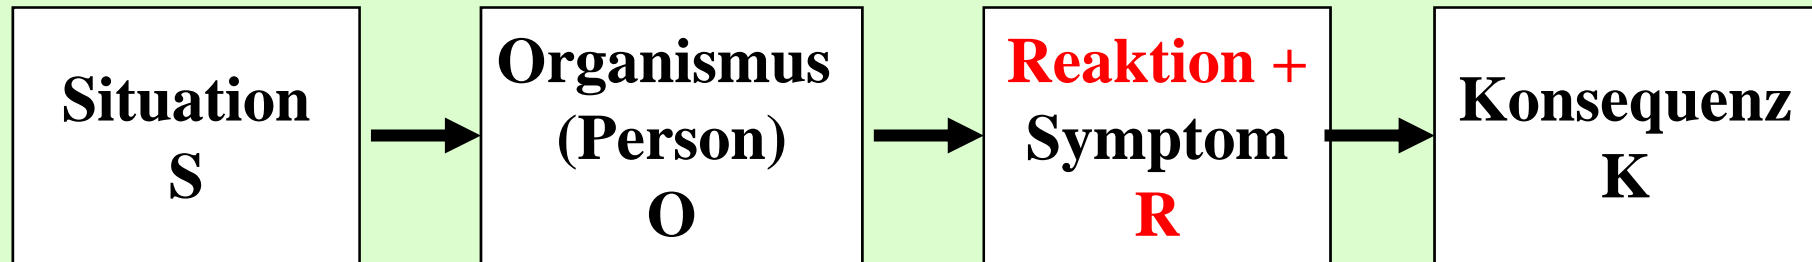 Situation
S
Organismus
(Person)
O
Reaktion +
Symptom
R
Konsequenz
K